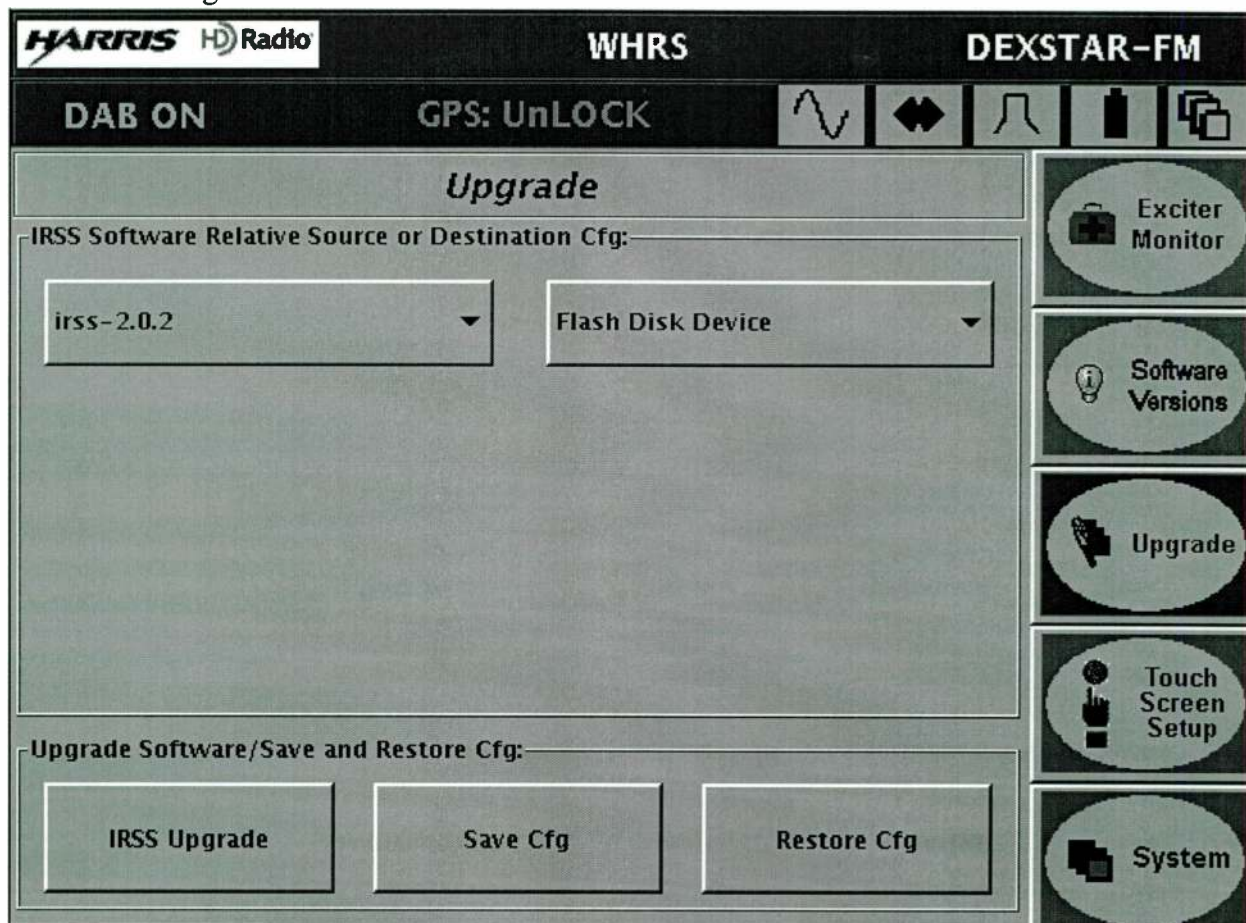 HARRIS HD Radio WHRS DEXSTAR-FM
DAB ON GPS: UnLOCK
Upgrade
IRSS Software Relative Source or Destination Cfg:
irss-2.0.2 Flash Disk Device
Upgrade Software/Save and Restore Cfg:
IRSS Upgrade Save Cfg Restore Cfg
Exciter
Monitor
Software
Versions
Upgrade
Touch
Screen
Setup
System